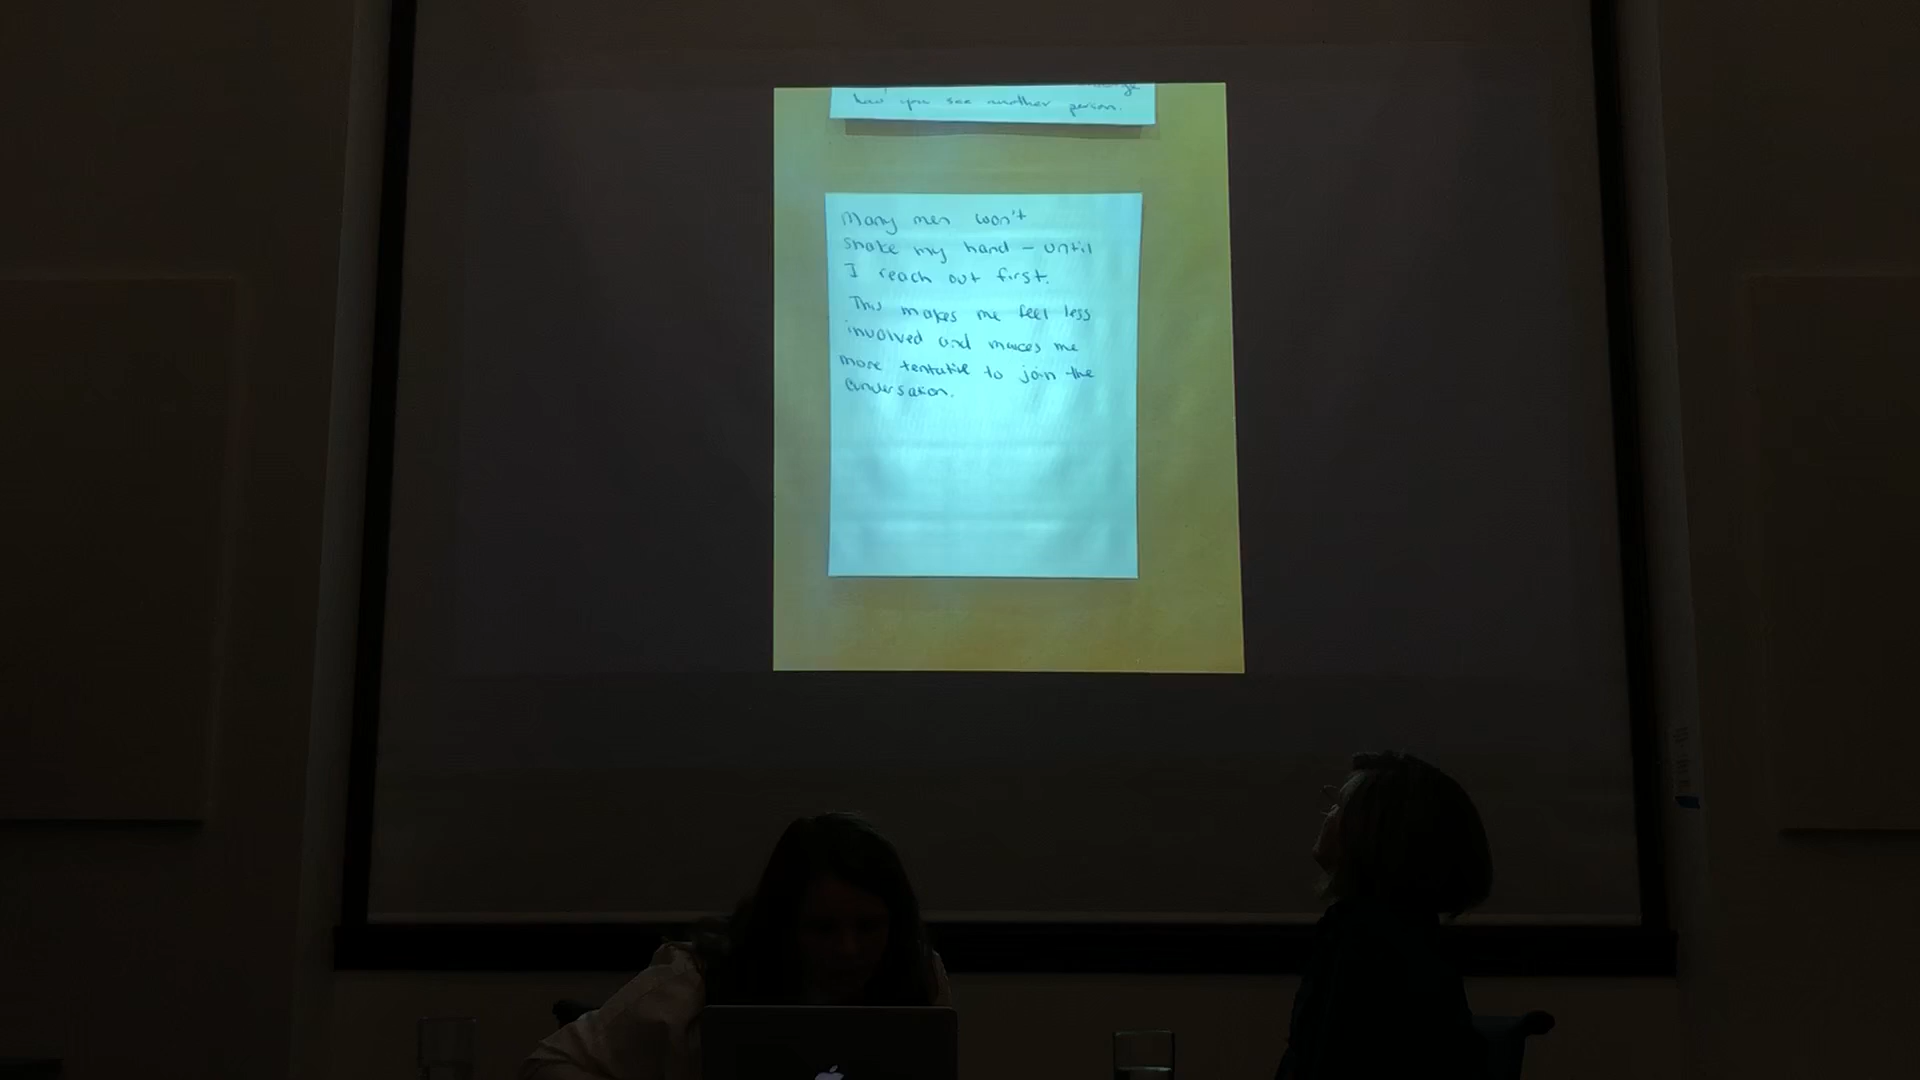 how you see another person.
Many men won't
shake my hand – until
I reach out first.
This makes me feel less
involved and makes me
more tentative to join the
conversation.